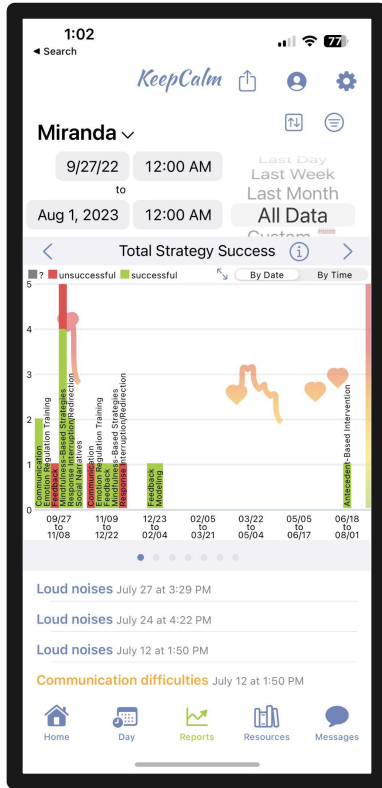 1:02
77
◀ Search
KeepCalm
Miranda
9/27/22 12:00 AM
to
Aug 1, 2023 12:00 AM
Last Day
Last Week
Last Month
All Data
Custom
Total Strategy Success
? unsuccessful successful
By Date By Time
5
4
3
2
1
0
Communication
Emotion Regulation Training
Feedback
Mindfulness-Based Strategies
Response Interruption/Redirection
Social Narratives
Communication
Emotion Regulation Training
Feedback
Mindfulness-Based Strategies
Response Interruption/Redirection
Feedback
Modeling
Antecedent-Based Intervention
09/27 to 11/08
11/09 to 12/22
12/23 to 02/04
02/05 to 03/21
03/22 to 05/04
05/05 to 06/17
06/18 to 08/01
Loud noises July 27 at 3:29 PM
Loud noises July 24 at 4:22 PM
Loud noises July 12 at 1:50 PM
Communication difficulties July 12 at 1:50 PM
Home Day Reports Resources Messages